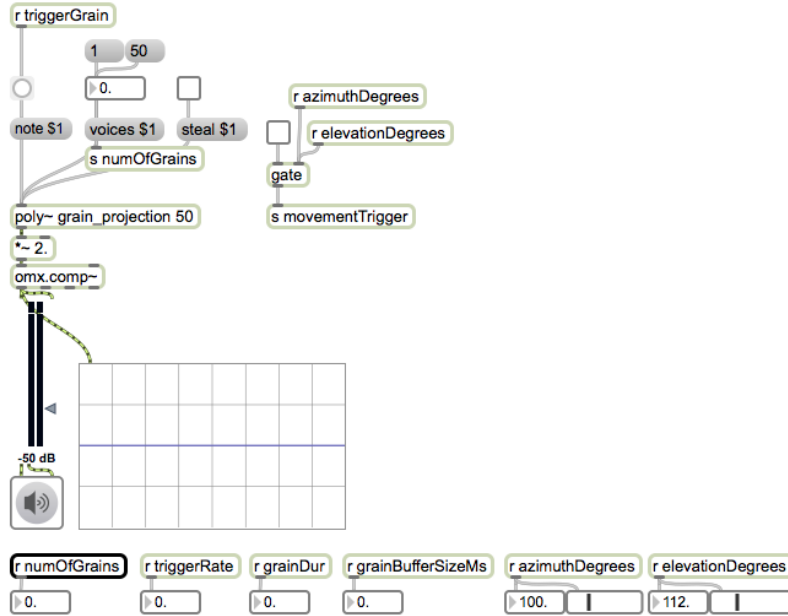 r triggerGrain
1 50
0.
r azimuthDegrees
note $1 voices $1 steal $1 r elevationDegrees
s numOfGrains
gate
poly~ grain_projection 50 s movementTrigger
*~ 2.
omx.comp~
-50 dB
r numOfGrains r triggerRate r grainDur r grainBufferSizeMs r azimuthDegrees r elevationDegrees
0. 0. 0. 0. 100. 112.